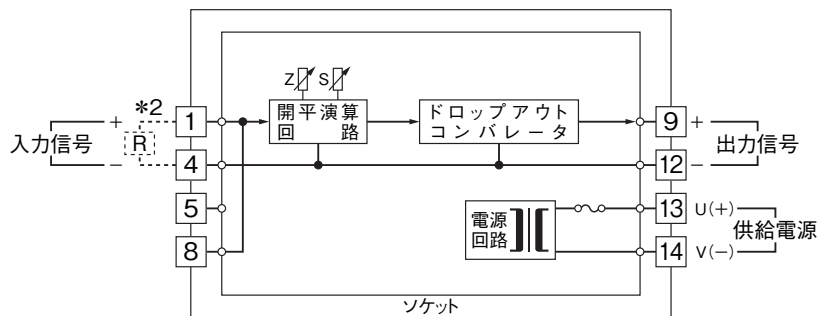 Z S
開平演算
回路
ドロップアウト
コンパレータ
入力信号
+
−
*2
R
1
4
5
8
9
12
13
14
+
−
出力信号
U(+)
V(−)
供給電源
電源
回路
ソケット